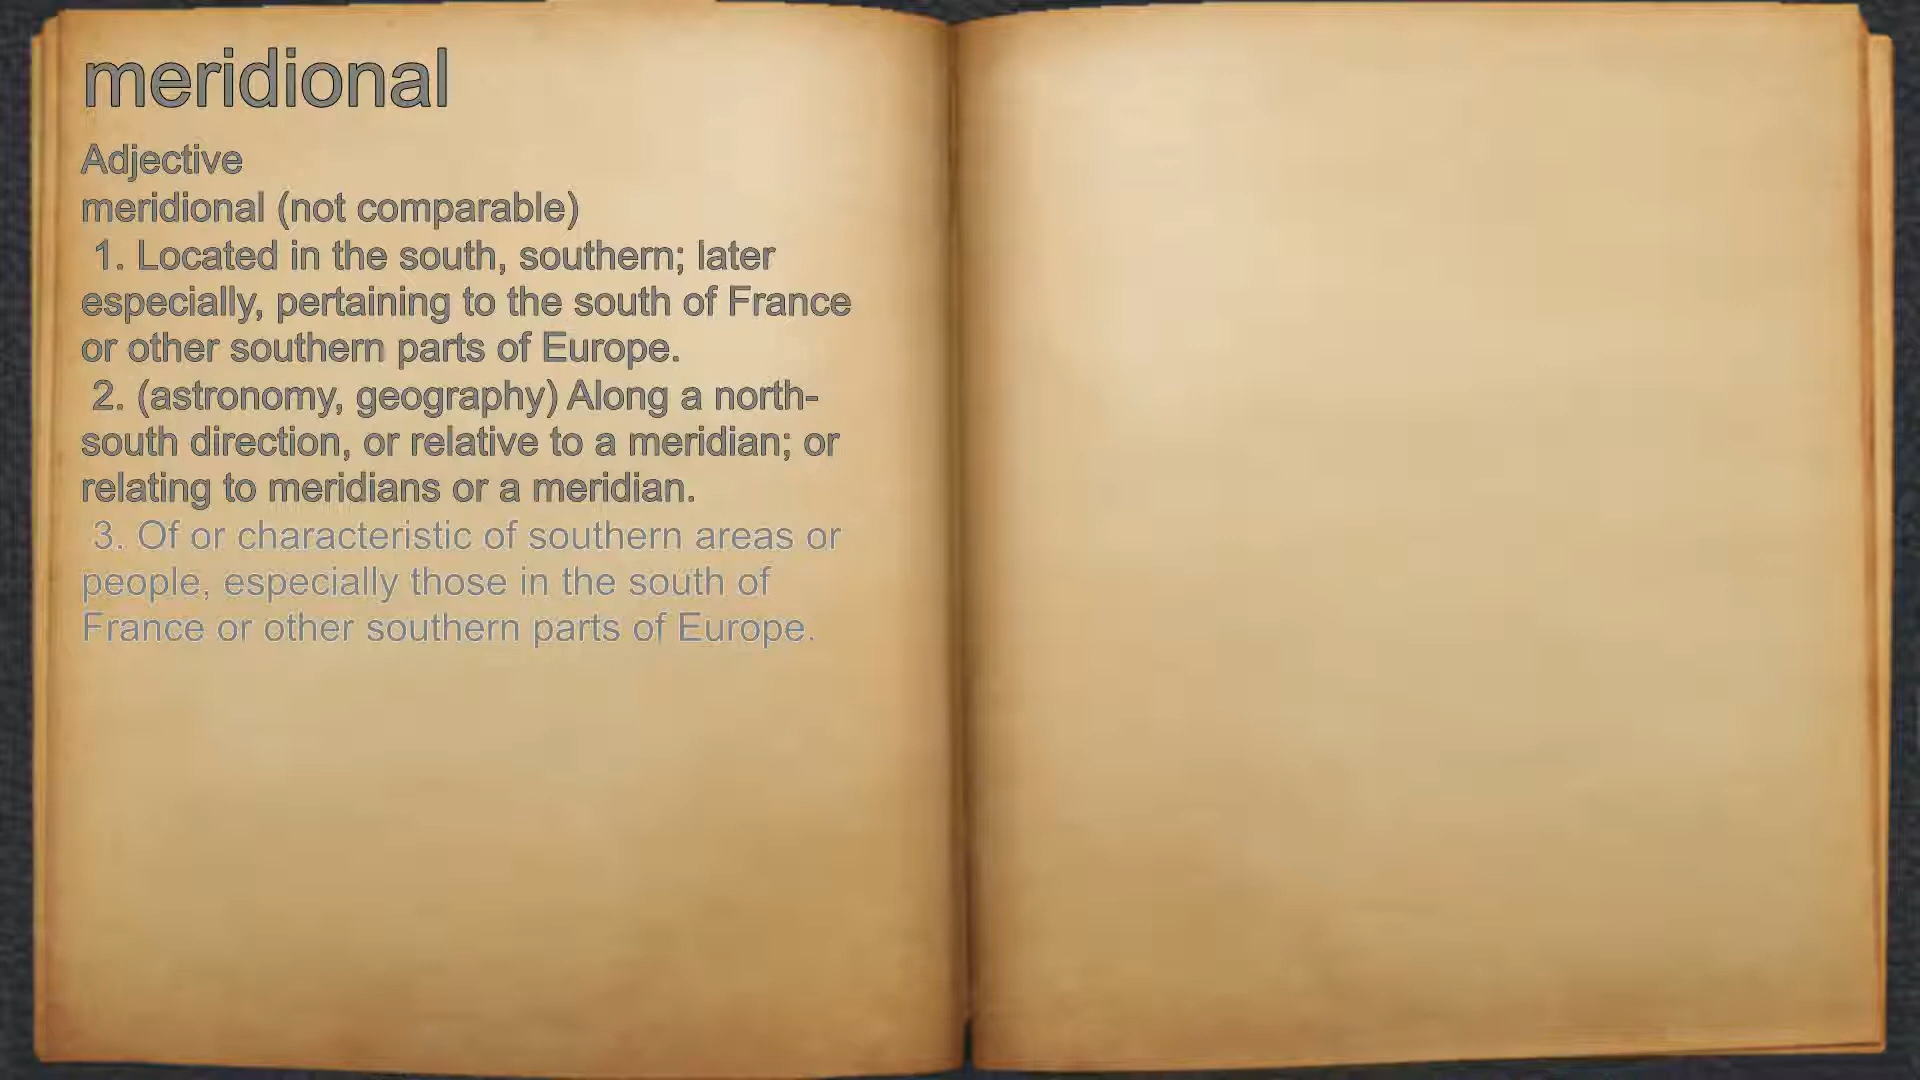 meridional
Adjective
meridional (not comparable)
1. Located in the south, southern; later
especially, pertaining to the south of France
or other southern parts of Europe.
2. (astronomy, geography) Along a north-
south direction, or relative to a meridian; or
relating to meridians or a meridian.
3. Of or characteristic of southern areas or
people, especially those in the south of
France or other southern parts of Europe.